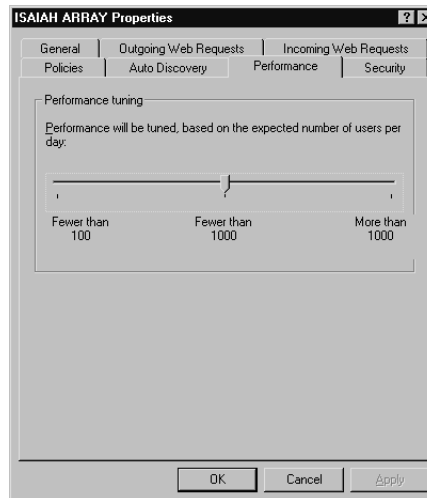 ISAIAH ARRAY Properties
General Outgoing Web Requests Incoming Web Requests
Policies Auto Discovery Performance Security
Performance tuning
Performance will be tuned, based on the expected number of users per
day:
Fewer than Fewer than More than
100 1000 1000
OK Cancel Apply